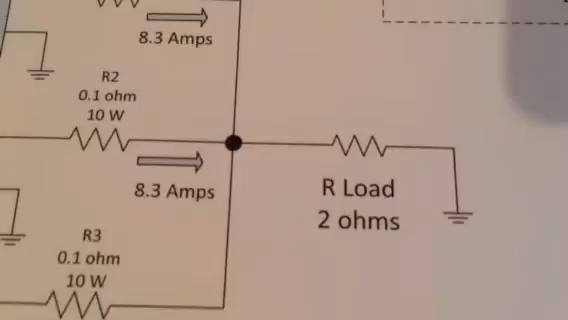 8.3 Amps
R2
0.1 ohm
10 W
8.3 Amps
R Load
2 ohms
R3
0.1 ohm
10 W